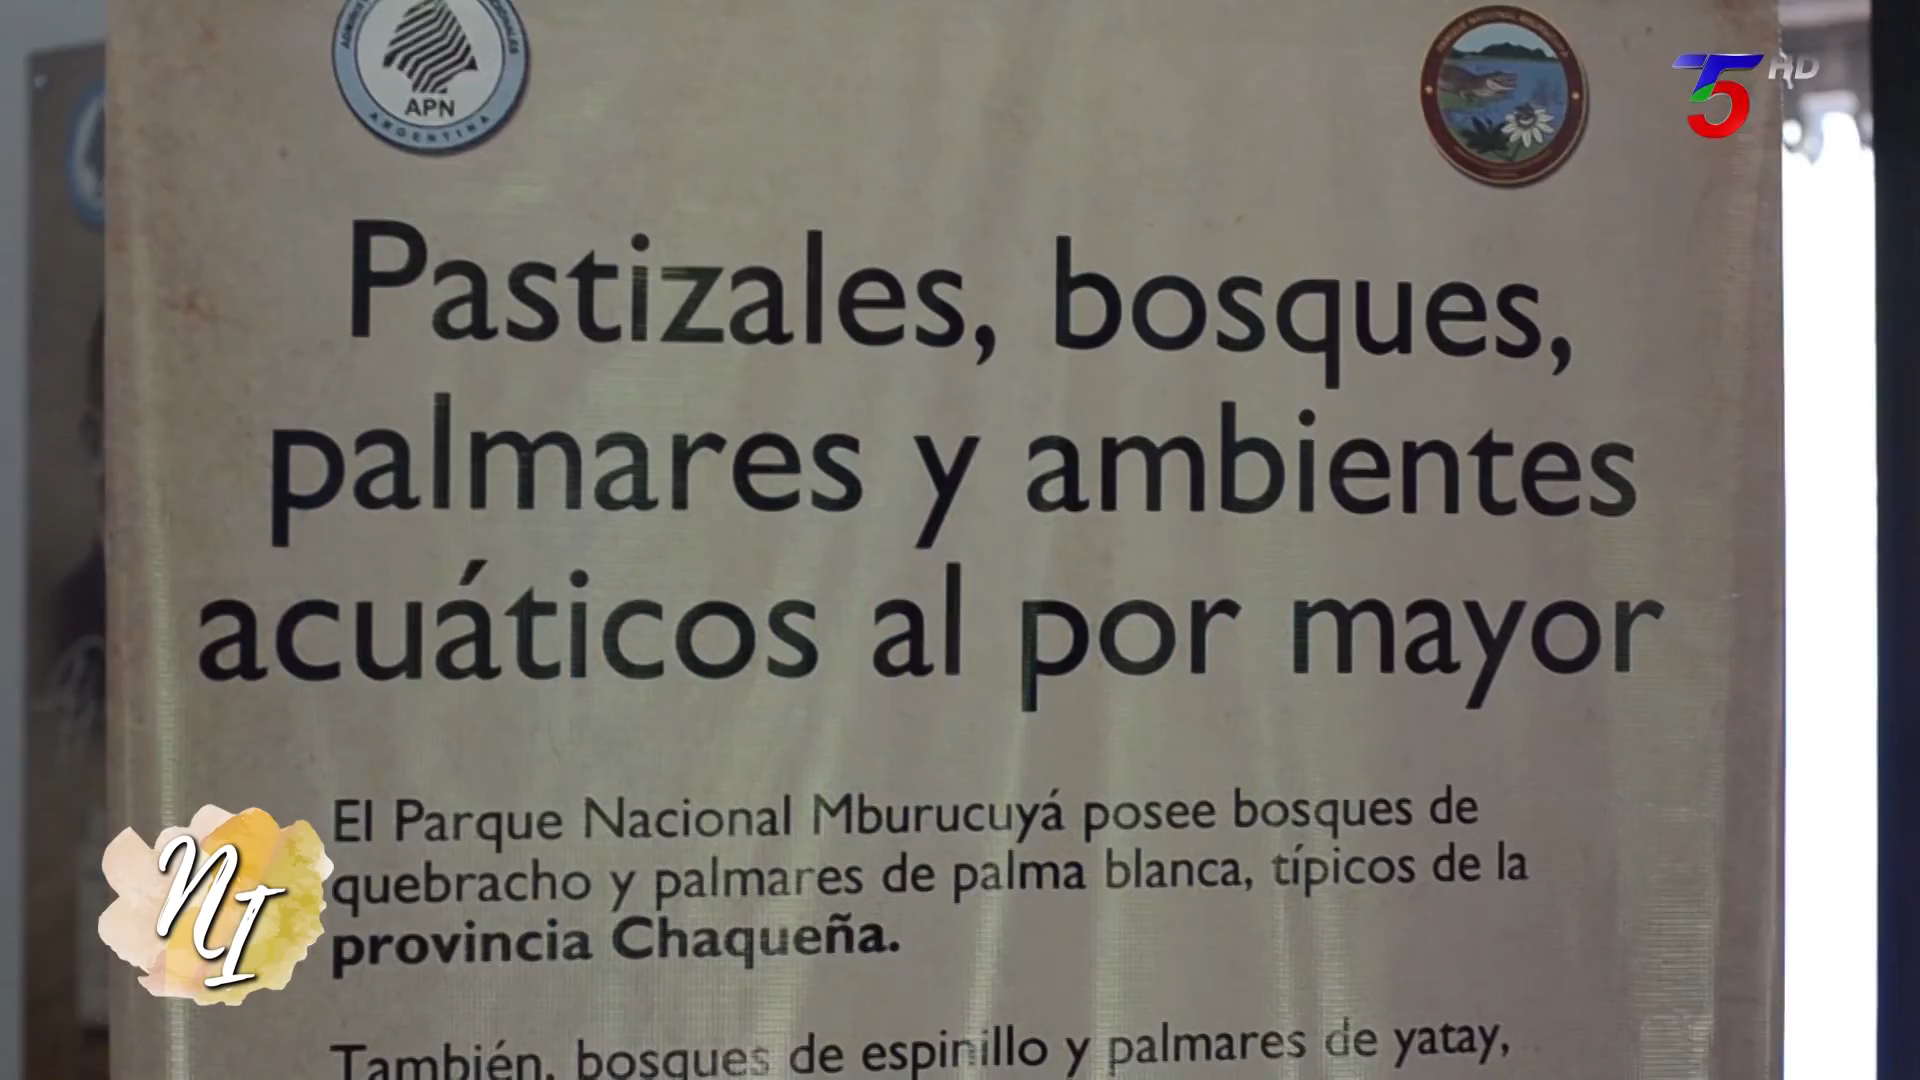 APN
ARGENTINA
T5 HD
Pastizales, bosques,
palmares y ambientes
acuáticos al por mayor
El Parque Nacional Mburucuyá posee bosques de
quebracho y palmares de palma blanca, típicos de la
provincia Chaqueña.
NI
También, bosques de espinillo y palmares de yatay,